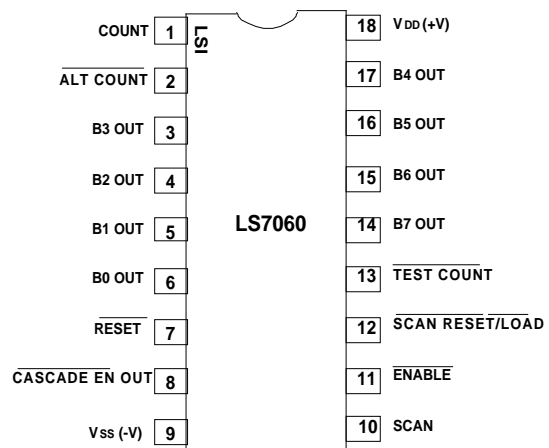 COUNT 1 18 VDD (+V)
LSI
ALT COUNT 2 17 B4 OUT
B3 OUT 3 16 B5 OUT
B2 OUT 4 15 B6 OUT
LS7060
B1 OUT 5 14 B7 OUT
B0 OUT 6 13 TEST COUNT
RESET 7 12 SCAN RESET/LOAD
CASCADE EN OUT 8 11 ENABLE
VSS (-V) 9 10 SCAN